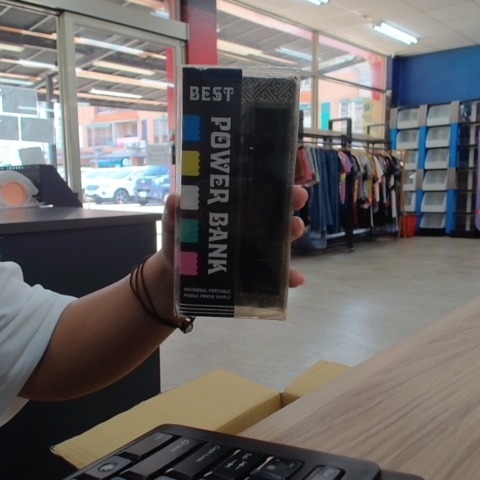 BEST
POWER BANK
UNIVERSAL PORTABLE
MOBILE POWER SUPPLY